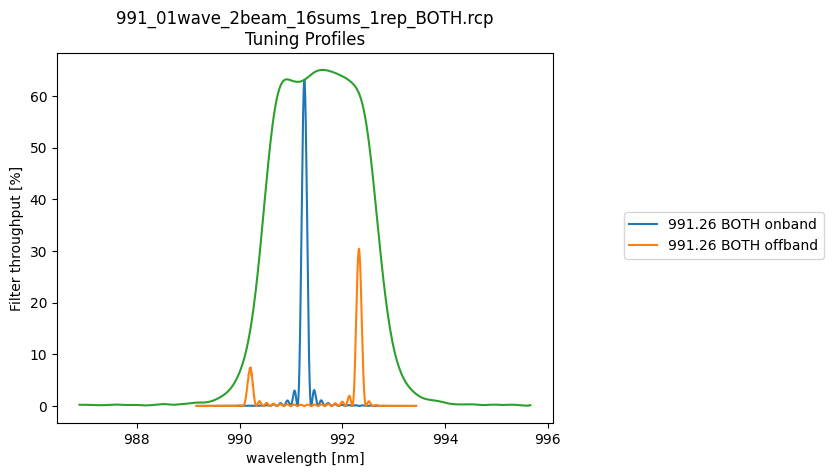 991_01wave_2beam_16sums_1rep_BOTH.rcp
Tuning Profiles
Filter throughput [%]
60
50
40
30
20
10
0
988
990
992
994
996
wavelength [nm]
991.26 BOTH onband
991.26 BOTH offband